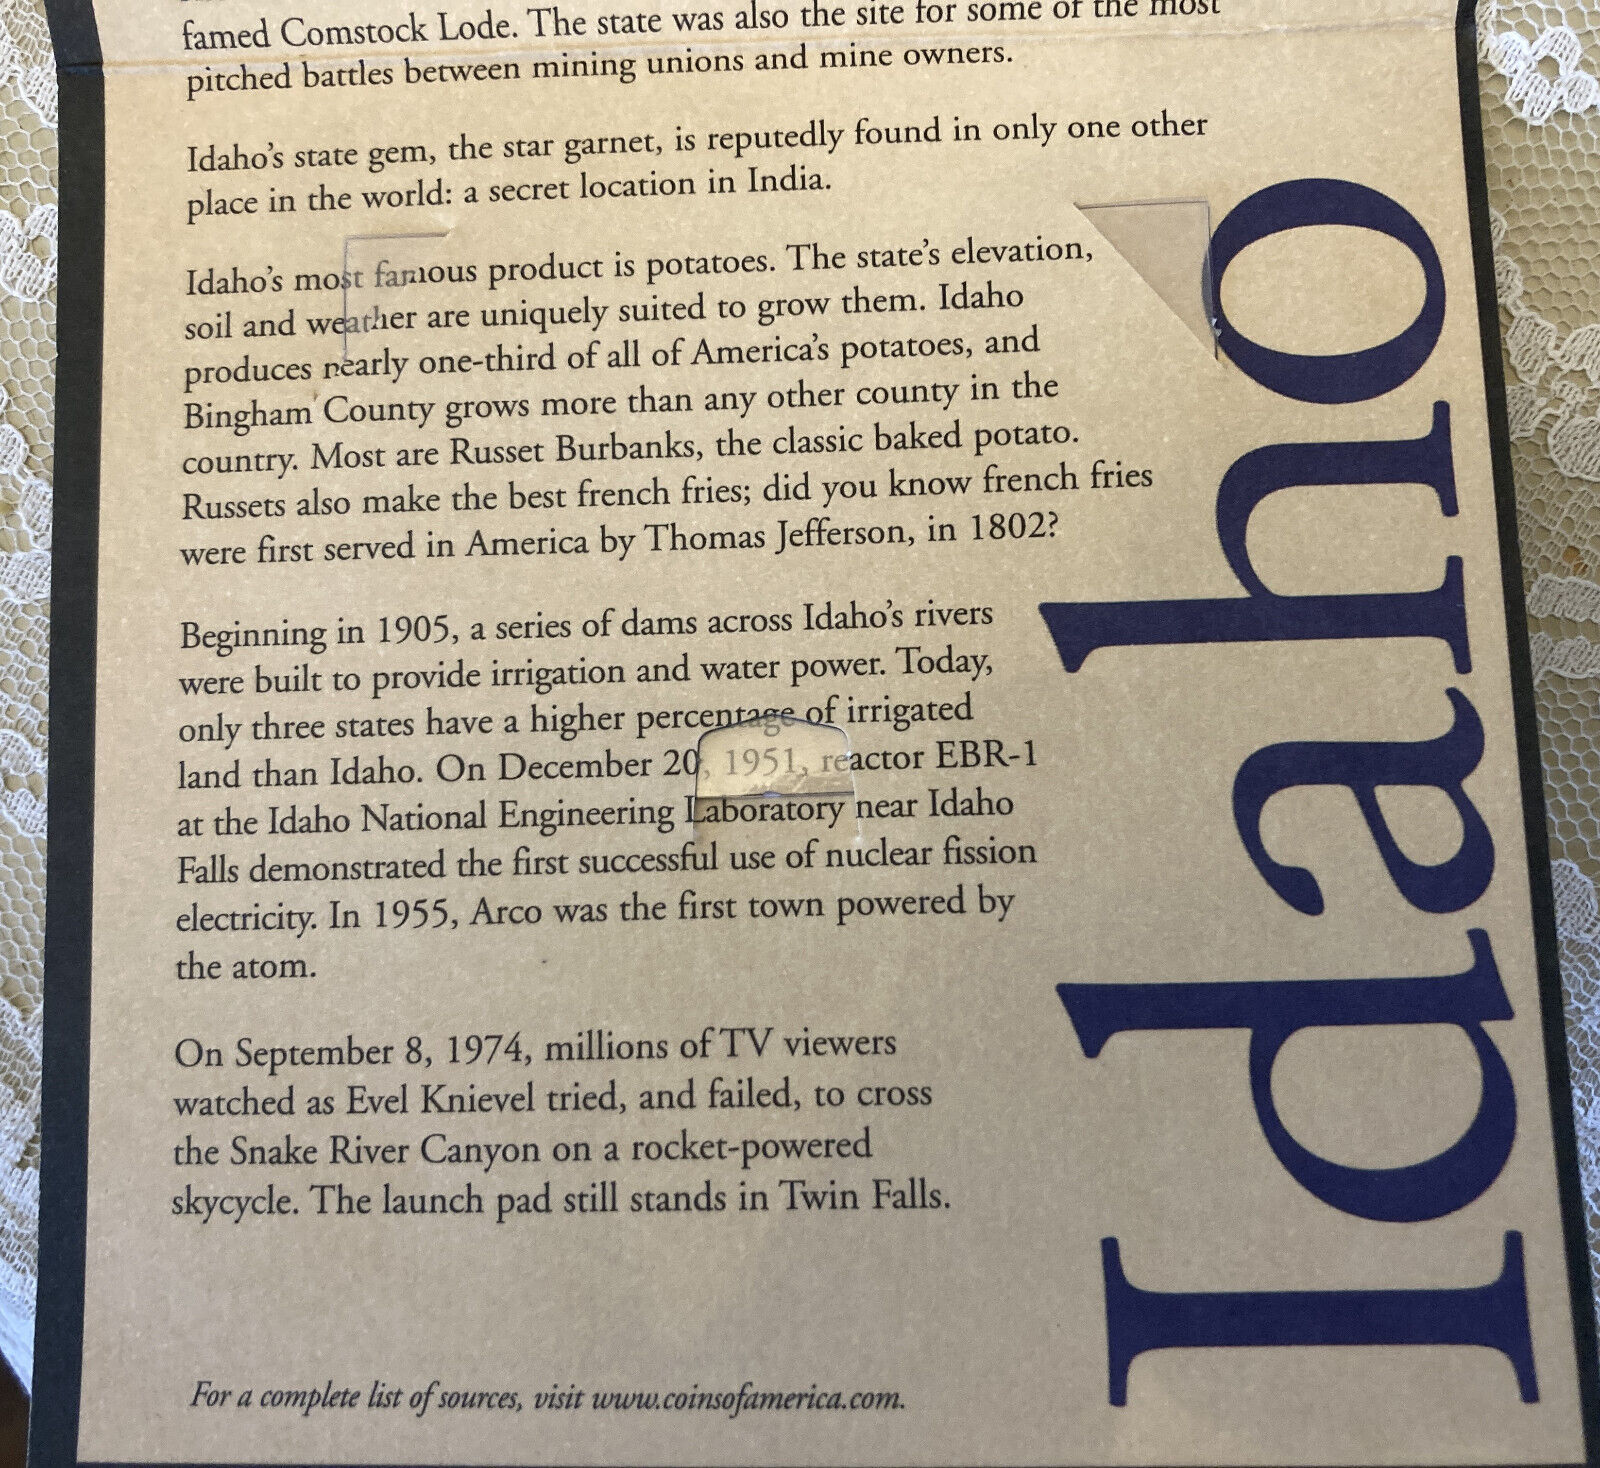 famed Comstock Lode. The state was also the site for some of the most
pitched battles between mining unions and mine owners.
Idaho's state gem, the star garnet, is reputedly found in only one other
place in the world: a secret location in India.
Idaho's most famous product is potatoes. The state's elevation,
soil and weather are uniquely suited to grow them. Idaho
produces nearly one-third of all of America's potatoes, and
Bingham County grows more than any other county in the
country. Most are Russet Burbanks, the classic baked potato.
Russets also make the best french fries; did you know french fries
were first served in America by Thomas Jefferson, in 1802?
Beginning in 1905, a series of dams across Idaho's rivers
were built to provide irrigation and water power. Today,
only three states have a higher percentage of irrigated
land than Idaho. On December 20, 1951, reactor EBR-1
at the Idaho National Engineering Laboratory near Idaho
Falls demonstrated the first successful use of nuclear fission
electricity. In 1955, Arco was the first town powered by
the atom.
On September 8, 1974, millions of TV viewers
watched as Evel Knievel tried, and failed, to cross
the Snake River Canyon on a rocket-powered
skycycle. The launch pad still stands in Twin Falls.
For a complete list of sources, visit www.coinsofamerica.com.
Idaho